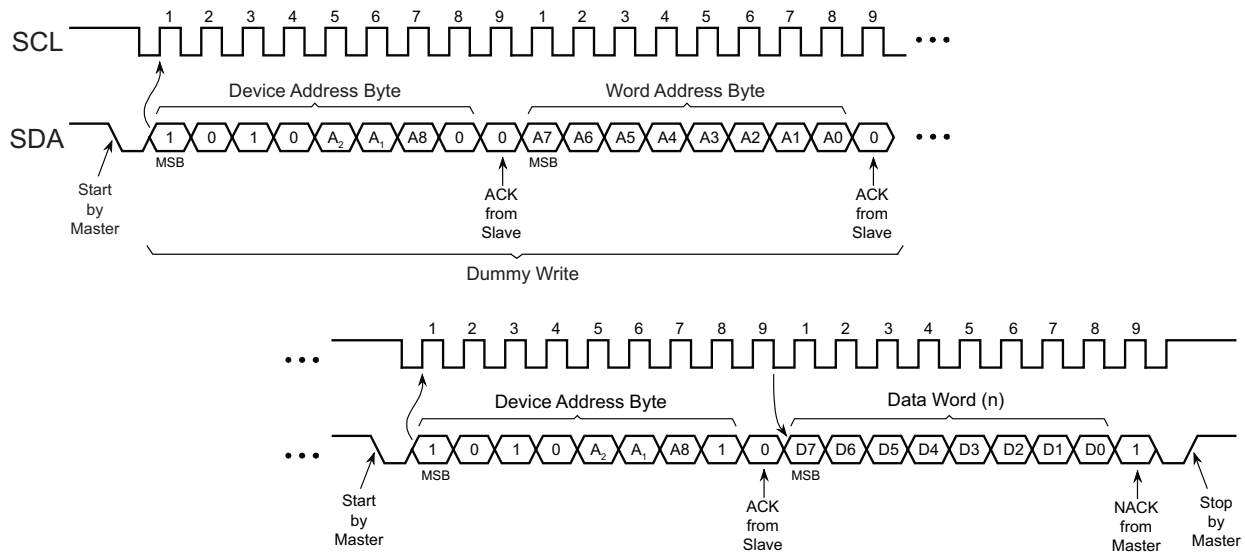 1 2 3 4 5 6 7 8 9 1 2 3 4 5 6 7 8 9
SCL
Device Address Byte Word Address Byte
SDA 1 0 1 0 A₂ A₁ A8 0 0 A7 A6 A5 A4 A3 A2 A1 A0 0
MSB MSB
Start
by
Master
ACK
from
Slave
ACK
from
Slave
Dummy Write
1 2 3 4 5 6 7 8 9 1 2 3 4 5 6 7 8 9
Device Address Byte Data Word (n)
1 0 1 0 A₂ A₁ A8 1 0 D7 D6 D5 D4 D3 D2 D1 D0 1
MSB MSB
Start
by
Master
ACK
from
Slave
NACK
from
Master
Stop
by
Master